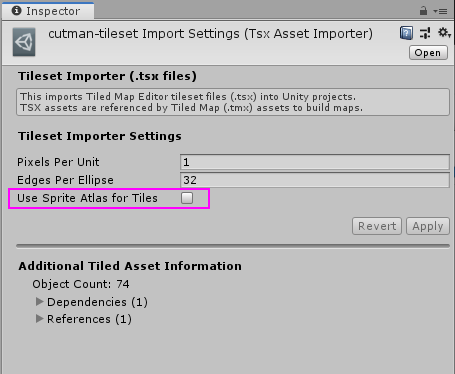 Inspector
cutman-tileset Import Settings (Tsx Asset Importer)
Open
Tileset Importer (.tsx files)
This imports Tiled Map Editor tileset files (.tsx) into Unity projects.
TSX assets are referenced by Tiled Map (.tmx) assets to build maps.
Tileset Importer Settings
Pixels Per Unit 1
Edges Per Ellipse 32
Use Sprite Atlas for Tiles
Revert Apply
Additional Tiled Asset Information
Object Count: 74
Dependencies (1)
References (1)